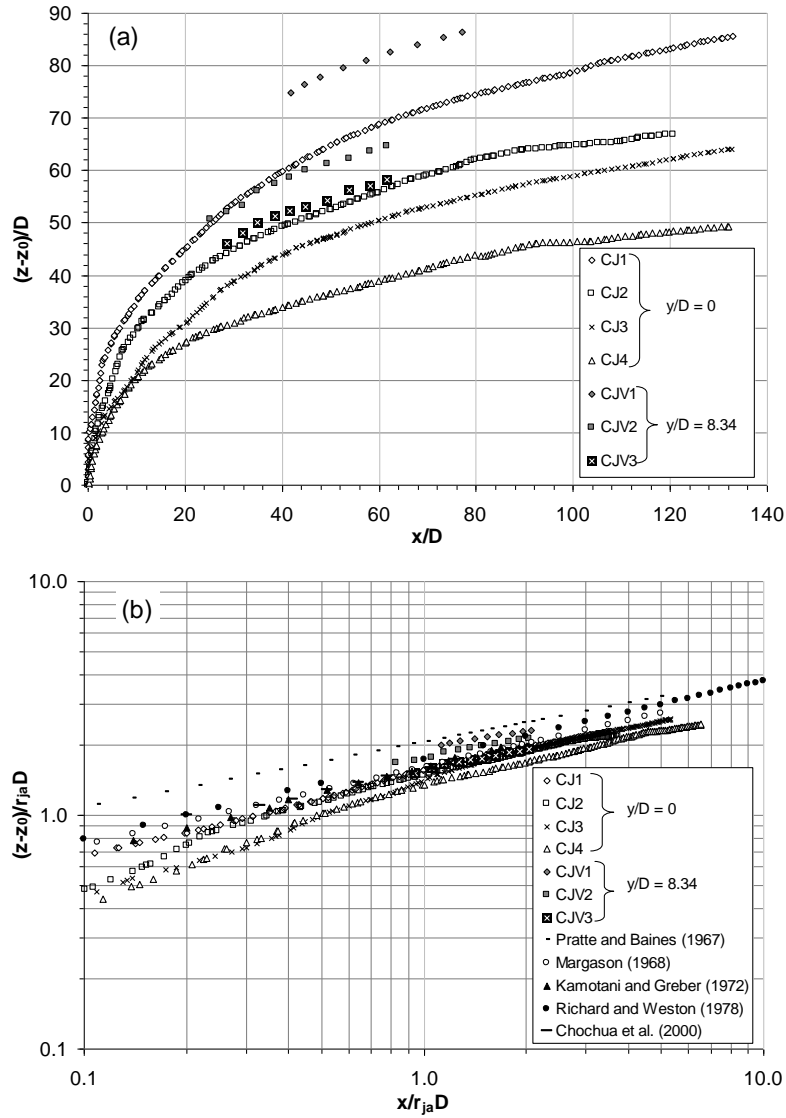 (a)
90
80
70
60
50
40
30
20
10
0
(z-z0)/D
0 20 40 60 80 100 120 140
x/D
CJ1
CJ2
y/D = 0
CJ3
CJ4
CJV1
CJV2
y/D = 8.34
CJV3
(b)
10.0
1.0
0.1
(z-z0)/rjaD
0.1 1.0 10.0
x/rjaD
CJ1
CJ2
y/D = 0
CJ3
CJ4
CJV1
CJV2
y/D = 8.34
CJV3
Pratte and Baines (1967)
Margason (1968)
Kamotani and Greber (1972)
Richard and Weston (1978)
Chochua et al. (2000)